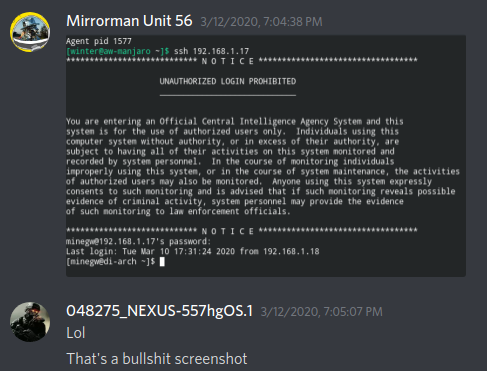 Mirrorman Unit 56 3/12/2020, 7:04:38 PM
Agent pid 1577
[winter@aw-manjaro ~]$ ssh 192.168.1.17
**************************** N O T I C E **********************************
UNAUTHORIZED LOGIN PROHIBITED
You are entering an Official Central Intelligence Agency System and this
system is for the use of authorized users only. Individuals using this
computer system without authority, or in excess of their authority, are
subject to having all of their activities on this system monitored and
recorded by system personnel. In the course of monitoring individuals
improperly using this system, or in the course of system maintenance, the activities
of authorized users may also be monitored. Anyone using this system expressly
consents to such monitoring and is advised that if such monitoring reveals possible
evidence of criminal activity, system personnel may provide the evidence
of such monitoring to law enforcement officials.
**************************** N O T I C E **********************************
minegw@192.168.1.17's password:
Last login: Tue Mar 10 17:31:24 2020 from 192.168.1.18
[minegw@di-arch ~]$
048275_NEXUS-557hgOS.1 3/12/2020, 7:05:07 PM
Lol
That's a bullshit screenshot